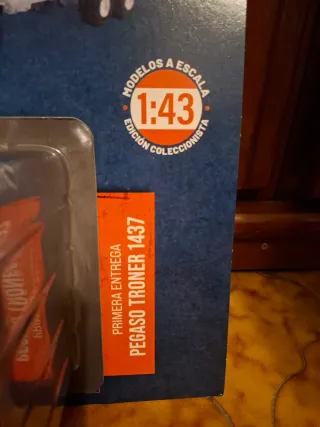 MODELOS A ESCALA
1:43
EDICIÓN COLECCIONISTA
PRIMERA ENTREGA
PEGASO TRONER 1437